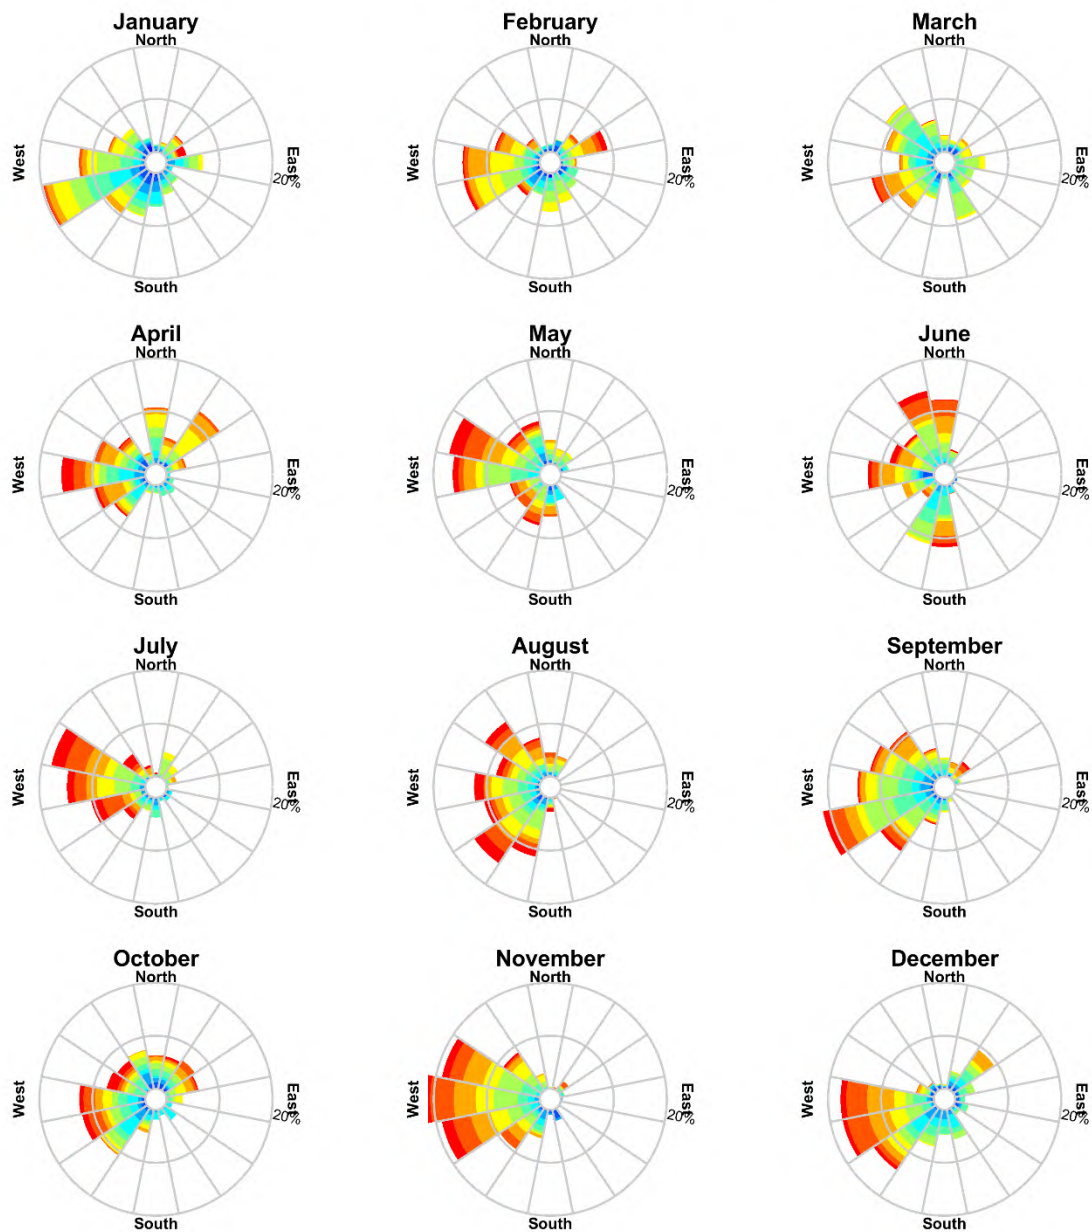 January
North
West
East
20%
South
February
North
West
East
20%
South
March
North
West
East
20%
South
April
North
West
East
20%
South
May
North
West
East
20%
South
June
North
West
East
20%
South
July
North
West
East
20%
South
August
North
West
East
20%
South
September
North
West
East
20%
South
October
North
West
East
20%
South
November
North
West
East
20%
South
December
North
West
East
20%
South